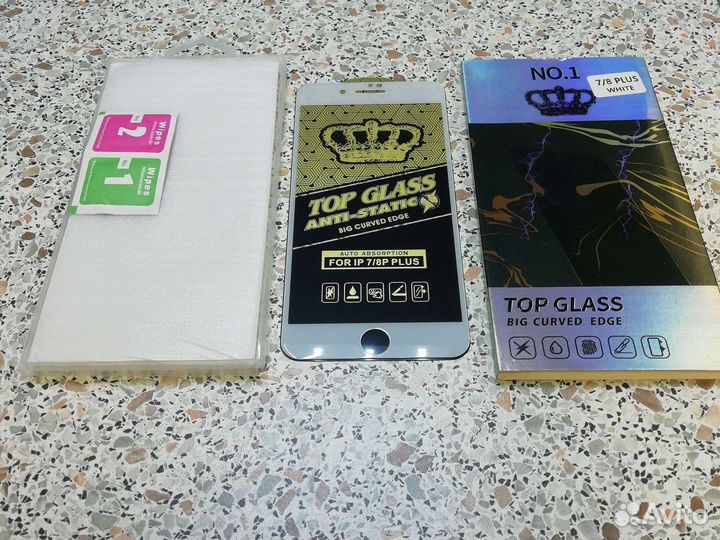 Wipes
2
Wipes
1
TOP GLASS
ANTI-STATIC
BIG CURVED EDGE
AUTO ABSORPTION
FOR IP 7/8P PLUS
NO.1
7/8 PLUS
WHITE
TOP GLASS
BIG CURVED EDGE
Avito